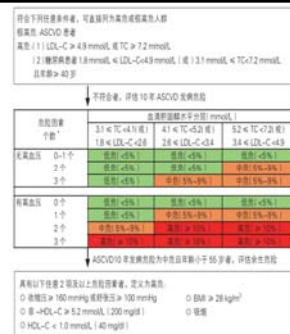 符合下列任意条件者，可直接列为高危或极高危人群
极高危：ASCVD 患者
高危：(1) LDL-C ≥ 4.9 mmol/L 或 TC ≥ 7.2 mmol/L
(2) 糖尿病患者 1.8 mmol/L ≤ LDL-C<4.9 mmol/L（或）3.1 mmol/L ≤ TC<7.2 mmol/L
且年龄≥ 40 岁
不符合者，评估 10 年 ASCVD 发病危险
危险因素
个数*
血清胆固醇水平分层( mmol/L )
3.1 ≤ TC <4.1(或) 4.1 ≤ TC <5.2(或) 5.2 ≤ TC <7.2(或)
1.8 ≤ LDL-C <2.6 2.6 ≤ LDL-C <3.4 3.4 ≤ LDL-C <4.9
无高血压 0~1个 低危( <5% ) 低危( <5% ) 低危( <5% )
2个 低危( <5% ) 低危( <5% ) 中危(5%~9%)
3个 低危( <5% ) 中危(5%~9%) 中危(5%~9%)
有高血压 0个 低危( <5% ) 低危( <5% ) 低危( <5% )
1个 低危( <5% ) 中危(5%~9%) 中危(5%~9%)
2个 中危(5%~9%) 高危( ≥ 10% ) 高危( ≥ 10% )
3个 高危( ≥ 10% ) 高危( ≥ 10% ) 高危( ≥ 10% )
ASCVD10 年发病危险为中危且年龄小于 55 岁者，评估余生危险
具有以下任意 2 项及以上危险因素者，定义为高危：
○ 收缩压≥ 160 mmHg 或舒张压≥ 100 mmHg ○ BMI ≥ 28 kg/m²
○ 非-HDL-C ≥ 5.2 mmol/L ( 200 mg/dl ) ○ 吸烟
○ HDL-C < 1.0 mmol/L ( 40 mg/dl )